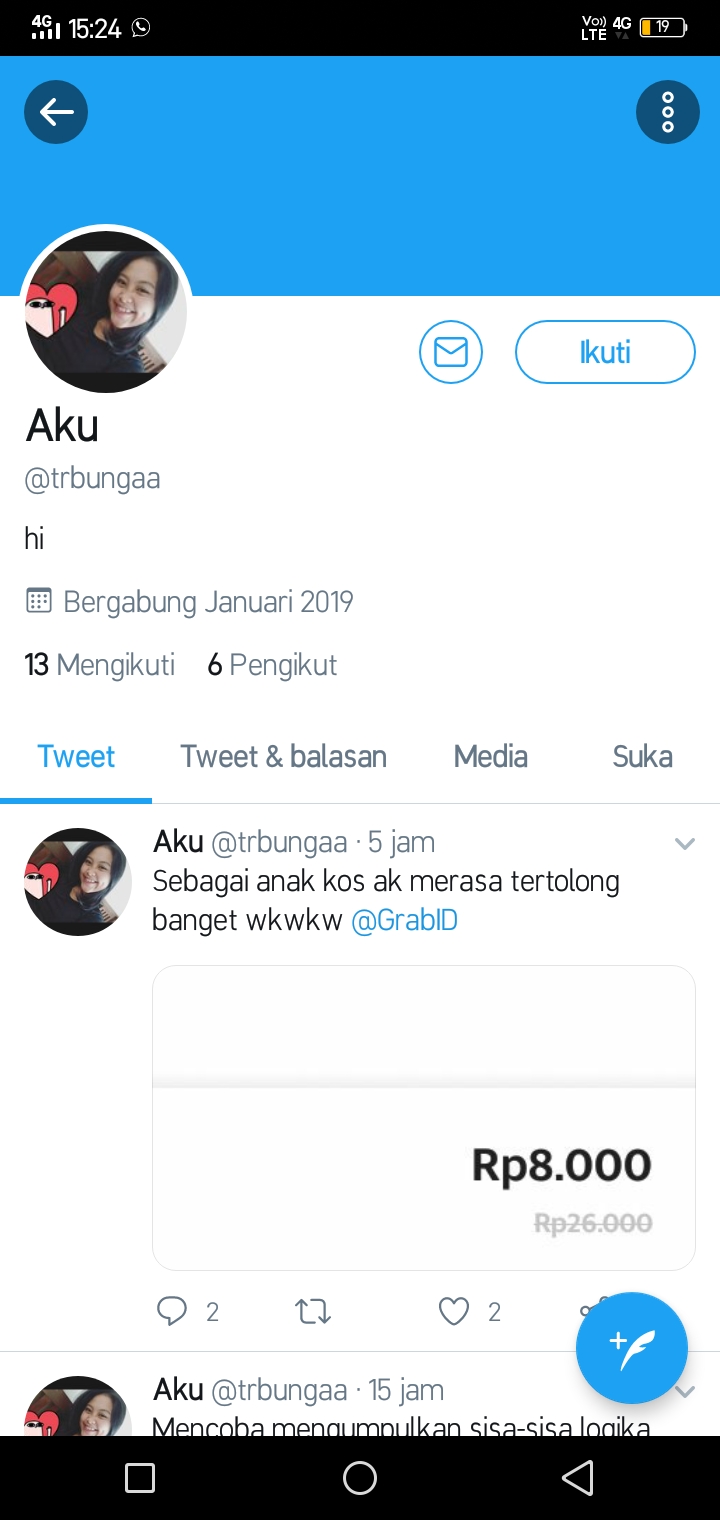 4G 15:24
Vo)) LTE 4G 19
Ikuti
Aku
@trbungaa
hi
Bergabung Januari 2019
13 Mengikuti 6 Pengikut
Tweet Tweet & balasan Media Suka
Aku @trbungaa · 5 jam
Sebagai anak kos ak merasa tertolong
banget wkwkw @GrabID
Rp8.000
Rp26.000
2 2
Aku @trbungaa · 15 jam
Mencoba mengumpulkan sisa-sisa logika